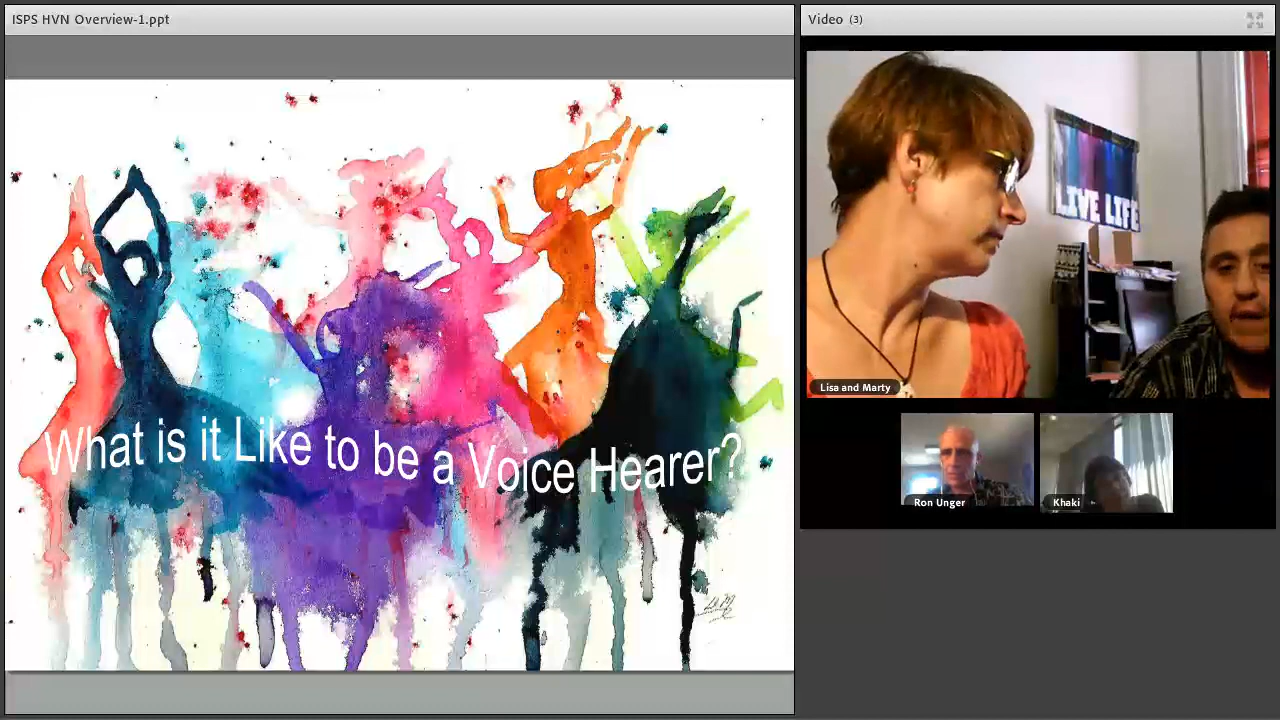 ISPS HVN Overview-1.ppt
What is it Like to be a Voice Hearer?
Video (3)
LIVE LIFE
Lisa and Marty
Ron Unger
Khaki